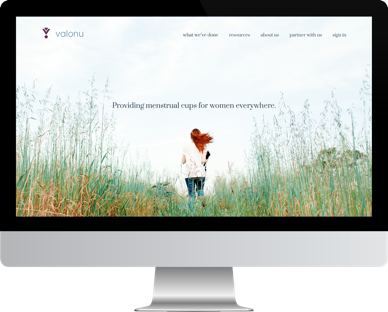 valonu
what we've done
resources
about us
partner with us
sign in
Providing menstrual cups for women everywhere.